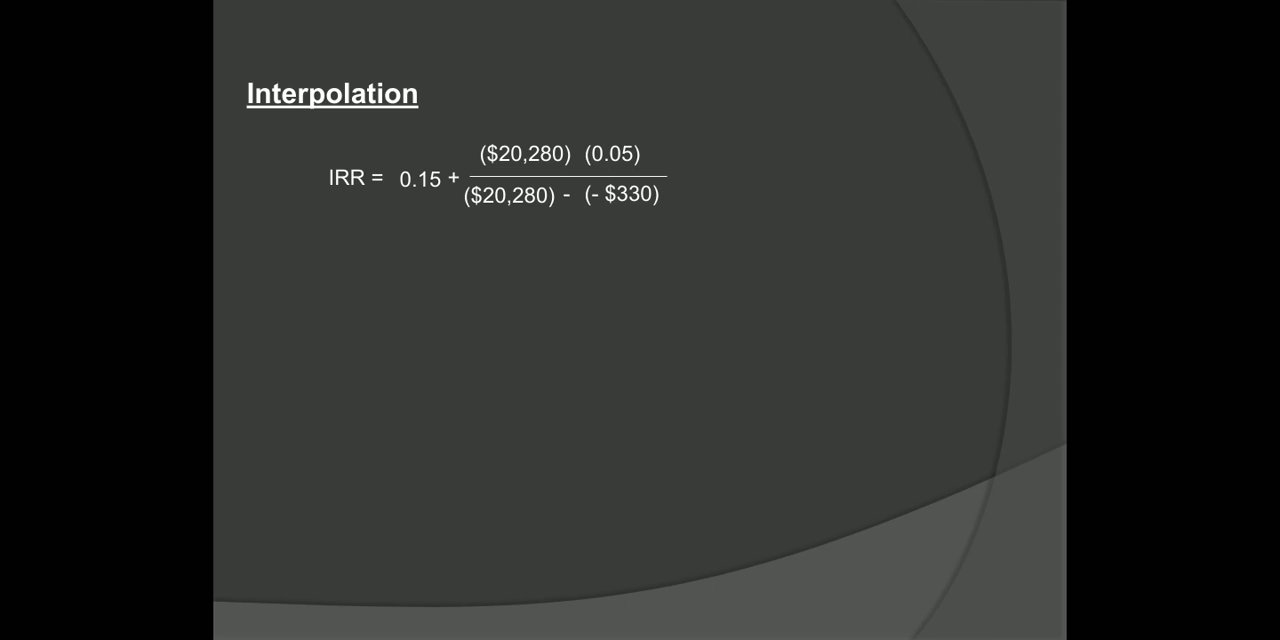 Interpolation
($20,280) (0.05)
IRR = 0.15 +
($20,280) - (- $330)